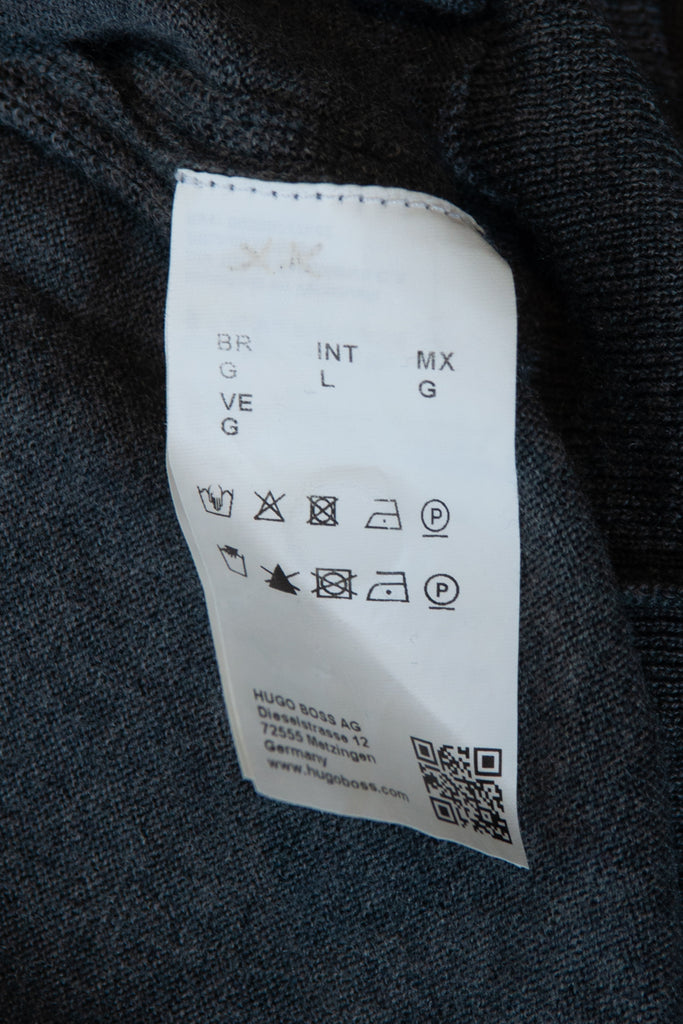 BR INT MX
G L G
VE
G
P
P
HUGO BOSS AG
Dieselstrasse 12
72555 Metzingen
Germany
www.hugoboss.com